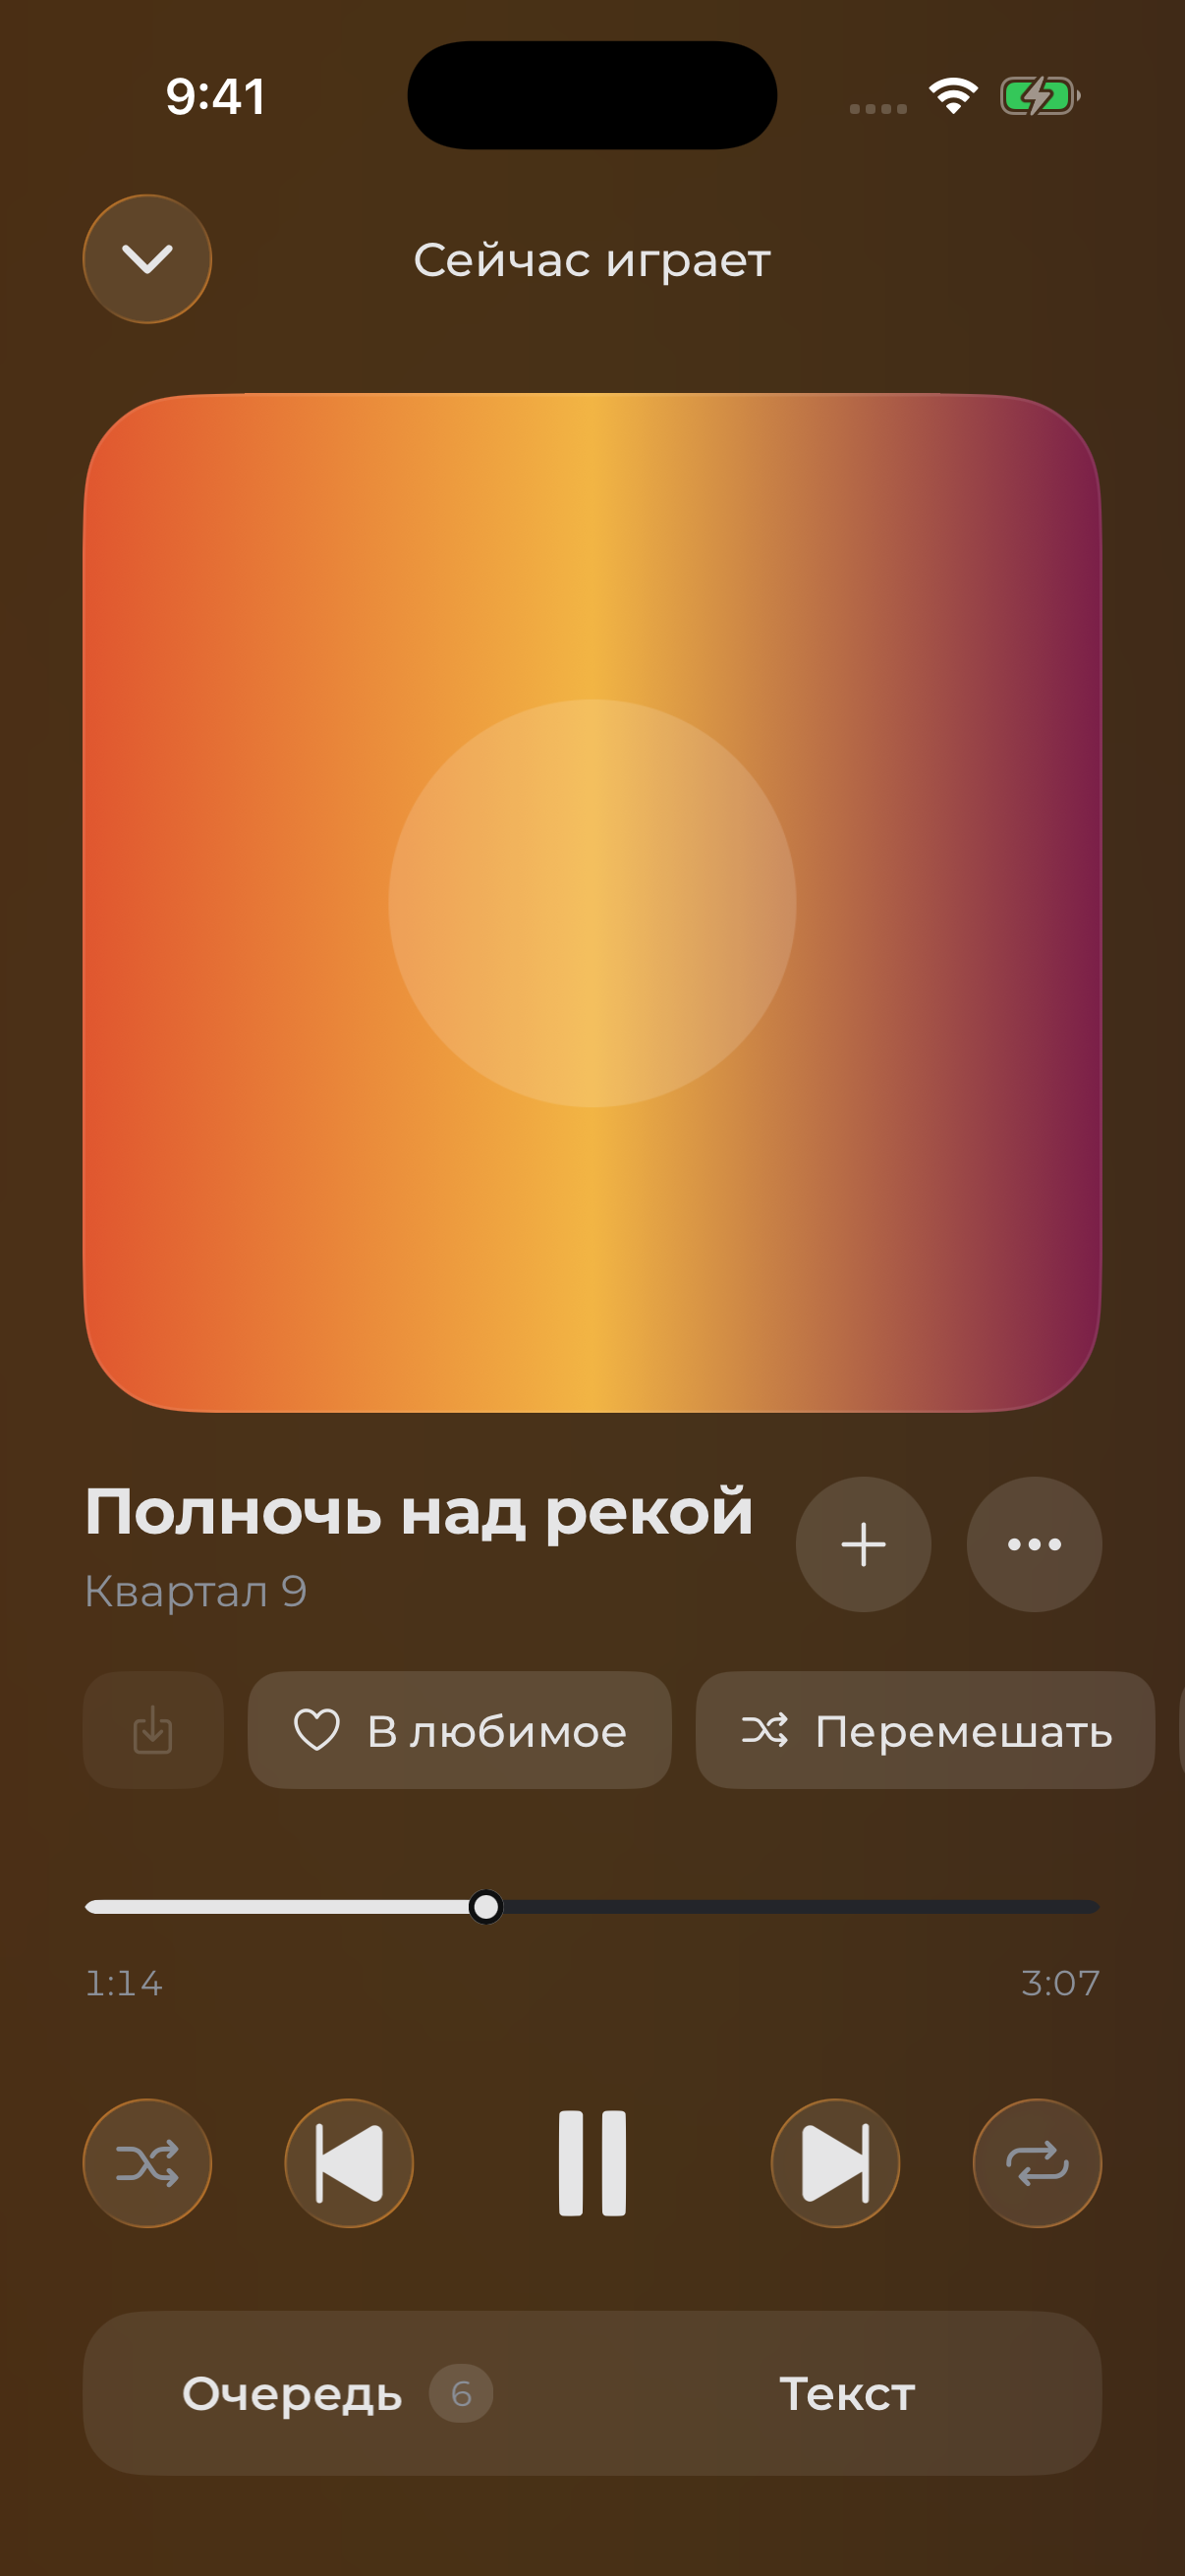 9:41
Сейчас играет
Полночь над рекой
Квартал 9
В любимое
Перемешать
1:14
3:07
Очередь 6
Текст